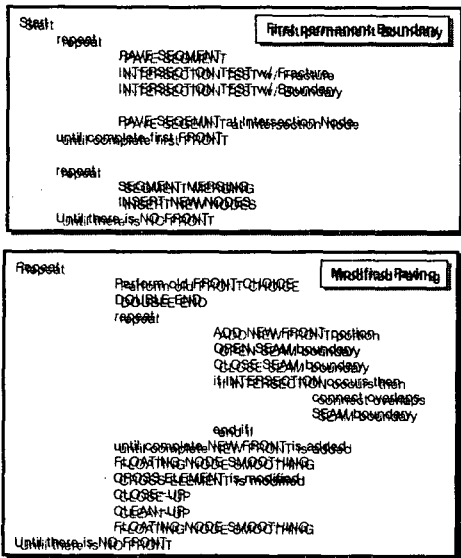 Start
First permanent Boundary
repeat
PAVE SEGMENT
INTERSECTION TEST w/ Fracture
INTERSECTION TEST w/ Boundary
PAVE SEGEMNT at Intersection Node
until complete first FRONT
repeat
SEGMENT MERGING
INSERT NEW NODES
Until there is NO FRONT
Repeat
Modified Paving
Perform old FRONT CHOICE
DOUBLE END
repeat
ADD NEW FRONT portion
OPEN SEAM boundary
CLOSE SEAM boundary
if INTERSECTION occurs then
connect overlaps
SEAM boundary
end if
until complete NEW FRONT is added
FLOATING NODE SMOOTHING
CROSS ELEMENT is modified
CLOSE-UP
CLEAN-UP
FLOATING NODE SMOOTHING
Until there is NO FRONT